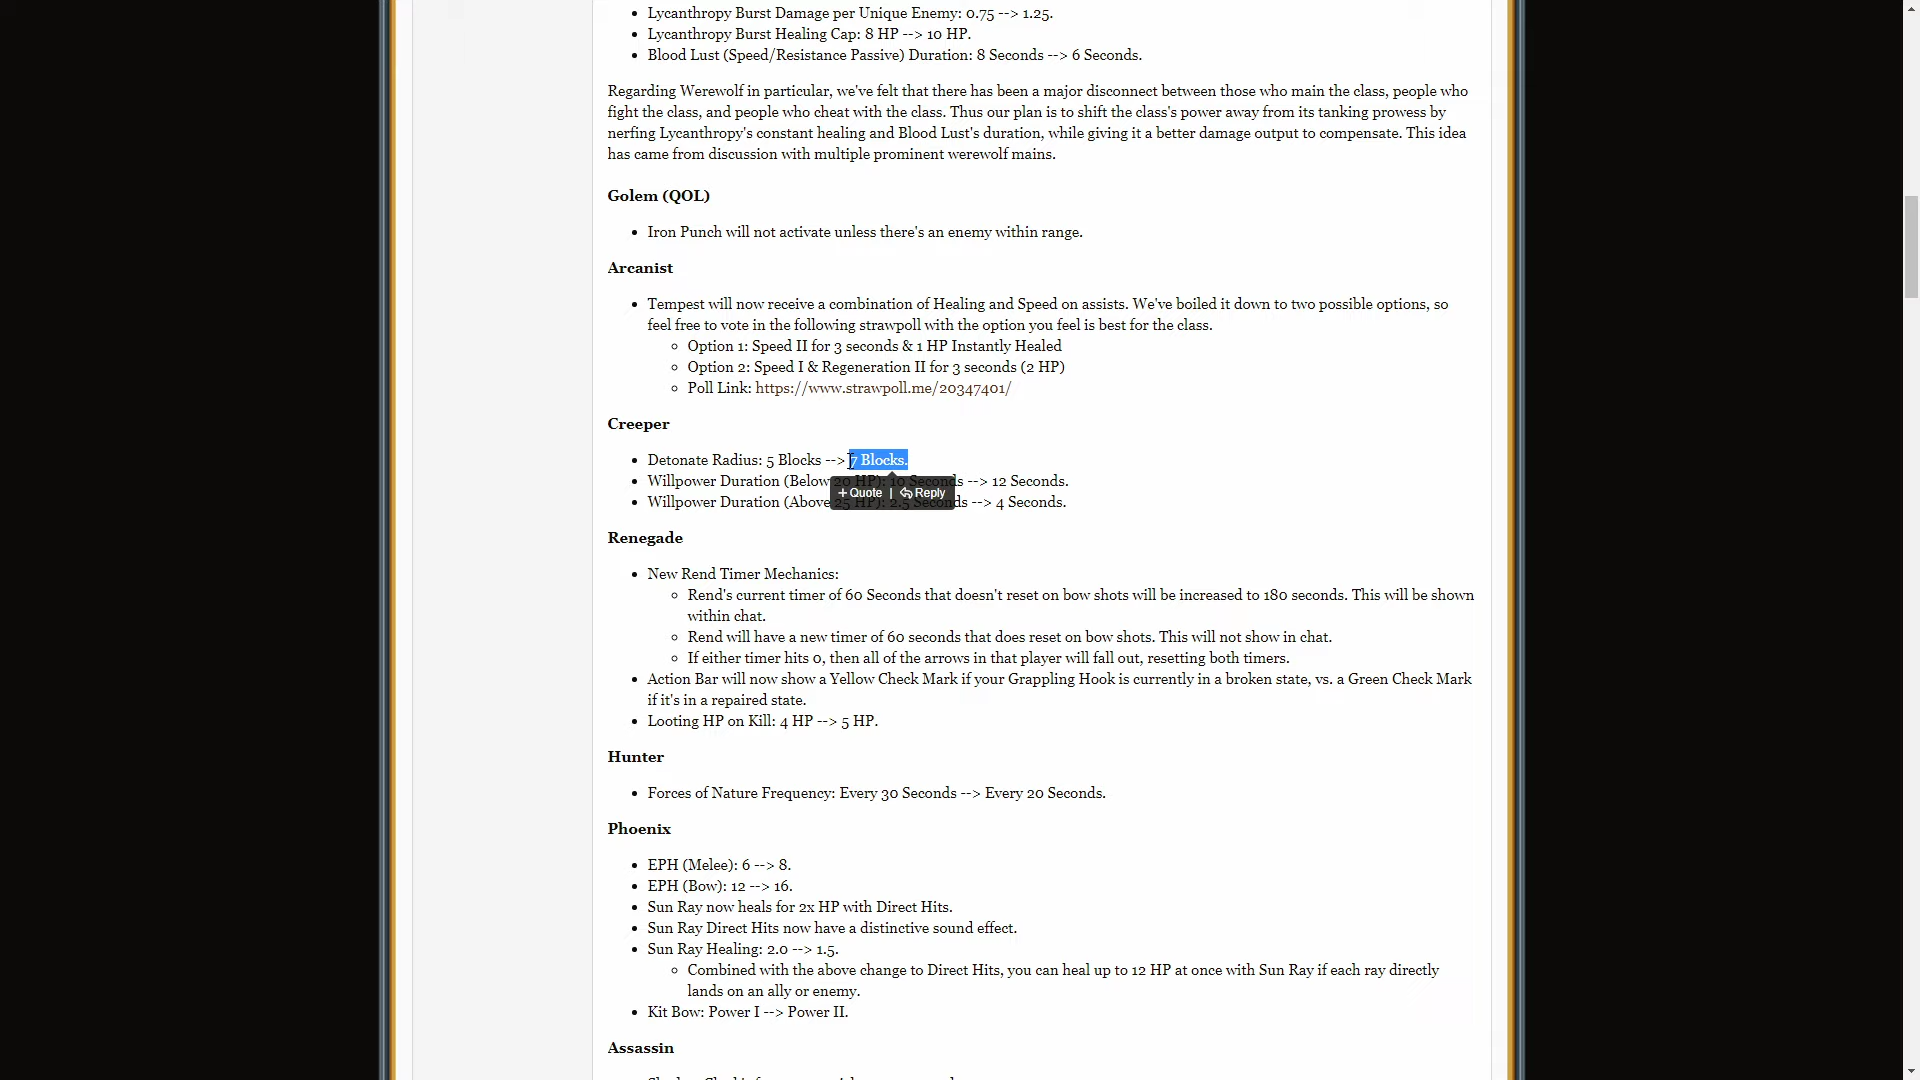 Lycanthropy Burst Damage per Unique Enemy: 0.75 --> 1.25.
Lycanthropy Burst Healing Cap: 8 HP --> 10 HP.
Blood Lust (Speed/Resistance Passive) Duration: 8 Seconds --> 6 Seconds.
Regarding Werewolf in particular, we've felt that there has been a major disconnect between those who main the class, people who
fight the class, and people who cheat with the class. Thus our plan is to shift the class's power away from its tanking prowess by
nerfing Lycanthropy's constant healing and Blood Lust's duration, while giving it a better damage output to compensate. This idea
has came from discussion with multiple prominent werewolf mains.
Golem (QOL)
Iron Punch will not activate unless there's an enemy within range.
Arcanist
Tempest will now receive a combination of Healing and Speed on assists. We've boiled it down to two possible options, so
feel free to vote in the following strawpoll with the option you feel is best for the class.
Option 1: Speed II for 3 seconds & 1 HP Instantly Healed
Option 2: Speed I & Regeneration II for 3 seconds (2 HP)
Poll Link: https://www.strawpoll.me/20347401/
Creeper
Detonate Radius: 5 Blocks --> 7 Blocks.
Willpower Duration (Below 20 HP): 10 Seconds --> 12 Seconds.
+ Quote | Reply
Willpower Duration (Above 25 HP): 2.5 Seconds --> 4 Seconds.
Renegade
New Rend Timer Mechanics:
Rend's current timer of 60 Seconds that doesn't reset on bow shots will be increased to 180 seconds. This will be shown
within chat.
Rend will have a new timer of 60 seconds that does reset on bow shots. This will not show in chat.
If either timer hits 0, then all of the arrows in that player will fall out, resetting both timers.
Action Bar will now show a Yellow Check Mark if your Grappling Hook is currently in a broken state, vs. a Green Check Mark
if it's in a repaired state.
Looting HP on Kill: 4 HP --> 5 HP.
Hunter
Forces of Nature Frequency: Every 30 Seconds --> Every 20 Seconds.
Phoenix
EPH (Melee): 6 --> 8.
EPH (Bow): 12 --> 16.
Sun Ray now heals for 2x HP with Direct Hits.
Sun Ray Direct Hits now have a distinctive sound effect.
Sun Ray Healing: 2.0 --> 1.5.
Combined with the above change to Direct Hits, you can heal up to 12 HP at once with Sun Ray if each ray directly
lands on an ally or enemy.
Kit Bow: Power I --> Power II.
Assassin